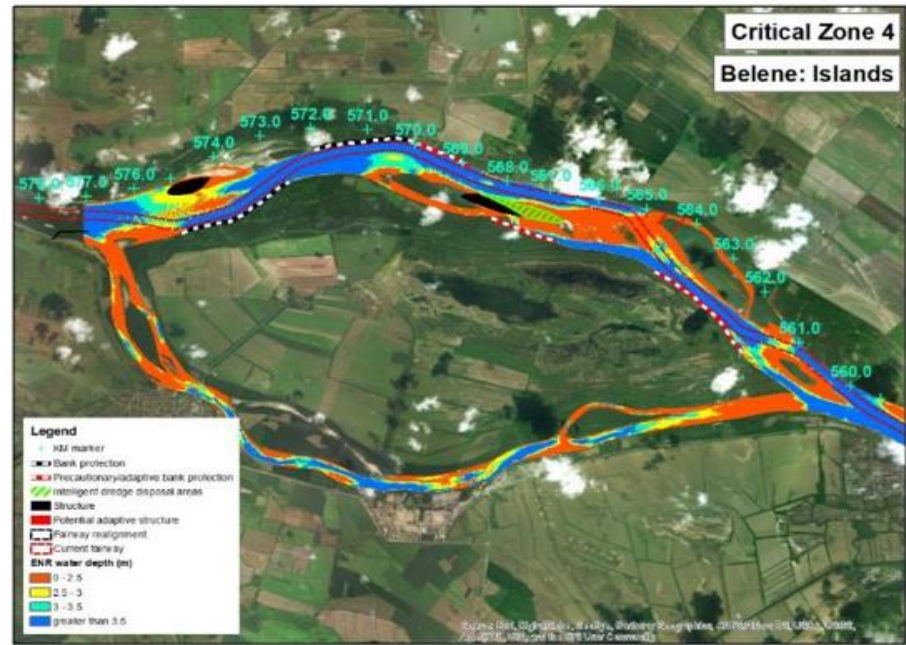 Critical Zone 4
Belene: Islands
572.0
571.0
573.0
570.0
574.0
569.0
576.0
568.0
577.0
565.0
564.0
563.0
562.0
561.0
560.0
Legend
KM marker
Bank protection
Precautionary/adaptive bank protection
Intelligent dredge disposal areas
Structure
Potential adaptive structure
Fairway realignment
Current fairway
ENR water depth (m)
0 - 2.5
2.5 - 3
3 - 3.5
greater than 3.5